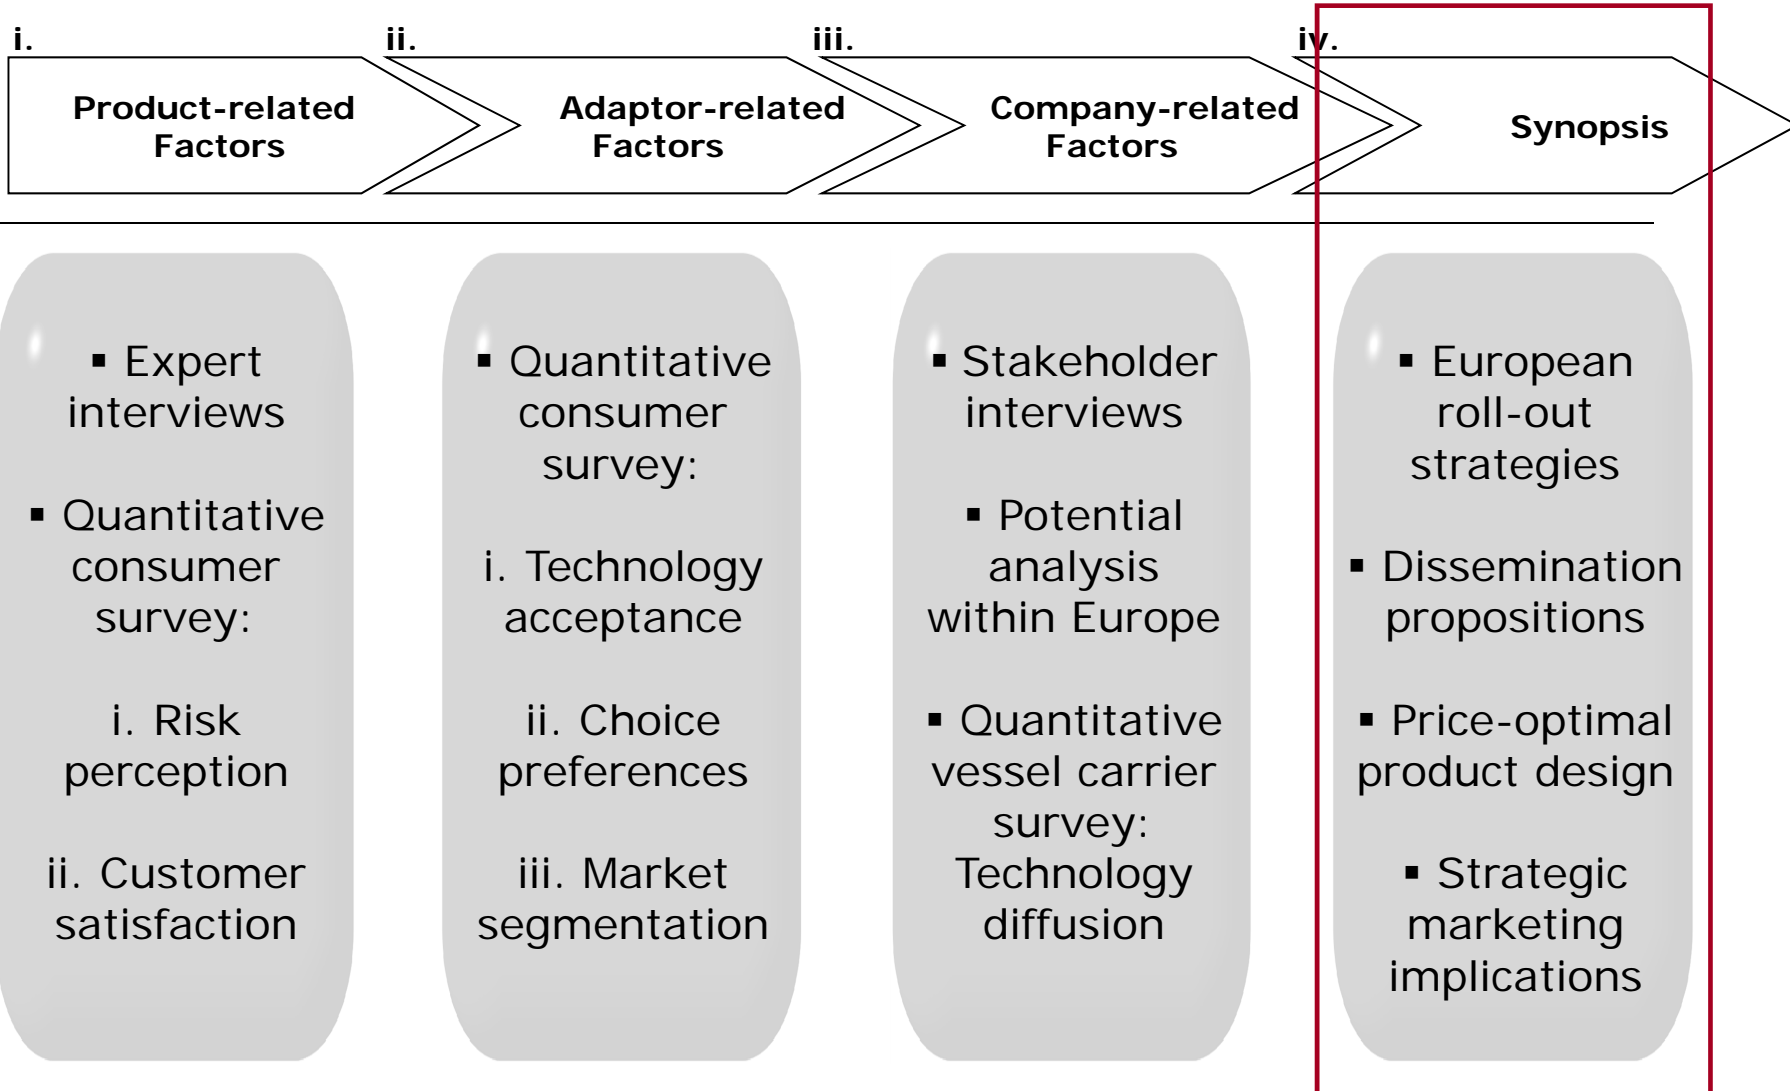 i.
Product-related
Factors
ii.
Adaptor-related
Factors
iii.
Company-related
Factors
iv.
Synopsis
▪ Expert
interviews
▪ Quantitative
consumer
survey:
i. Risk
perception
ii. Customer
satisfaction
▪ Quantitative
consumer
survey:
i. Technology
acceptance
ii. Choice
preferences
iii. Market
segmentation
▪ Stakeholder
interviews
▪ Potential
analysis
within Europe
▪ Quantitative
vessel carrier
survey:
Technology
diffusion
▪ European
roll-out
strategies
▪ Dissemination
propositions
▪ Price-optimal
product design
▪ Strategic
marketing
implications